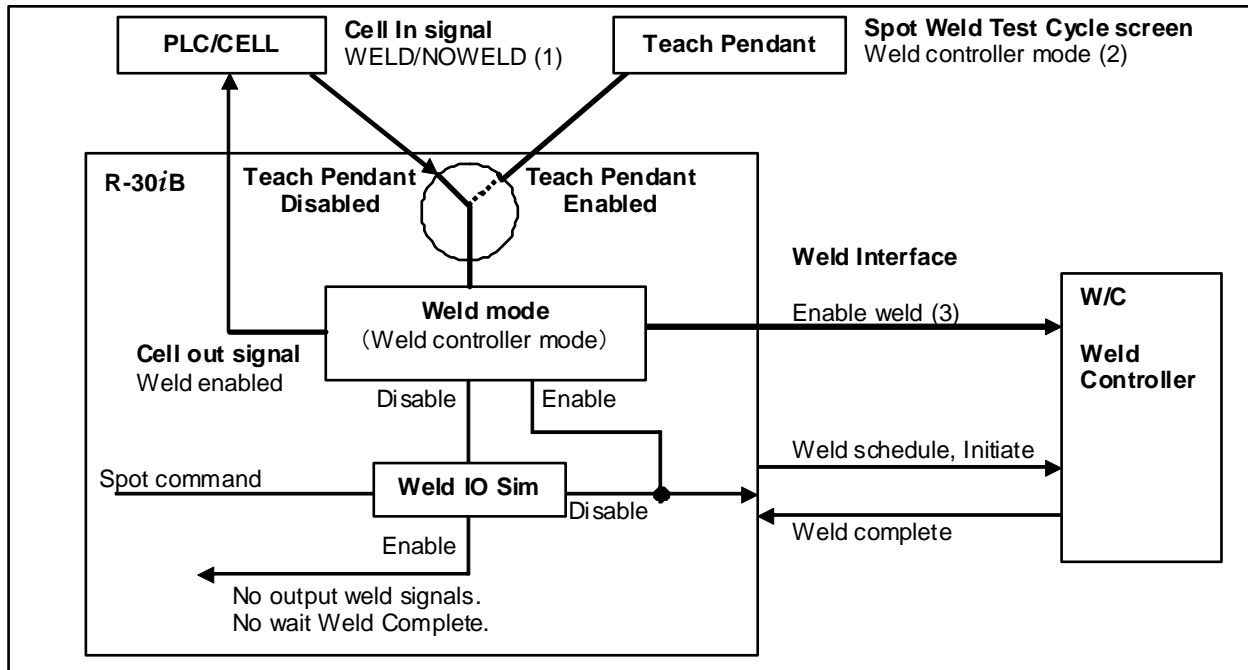 PLC/CELL
Cell In signal
WELD/NOWELD (1)
Teach Pendant
Spot Weld Test Cycle screen
Weld controller mode (2)
R-30iB
Teach Pendant
Disabled
Teach Pendant
Enabled
Weld mode
(Weld controller mode)
Cell out signal
Weld enabled
Weld Interface
Enable weld (3)
W/C
Weld
Controller
Disable
Enable
Spot command
Weld IO Sim
Disable
Enable
Weld schedule, Initiate
Weld complete
No output weld signals.
No wait Weld Complete.